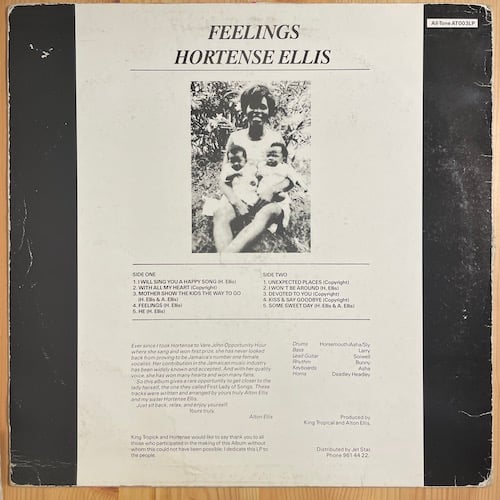 FEELINGS
All-Tone AT003LP
HORTENSE ELLIS
SIDE ONE
1. I WILL SING YOU A HAPPY SONG (H. Ellis)
2. WITH ALL MY HEART (Copyright)
3. MOTHER SHOW THE KIDS THE WAY TO GO
(H. Ellis & A. Ellis)
4. FEELINGS (H. Ellis)
5. HE (H. Ellis)
SIDE TWO
1. UNEXPECTED PLACES (Copyright)
2. I WON'T BE AROUND (H. Ellis)
3. DEVOTED TO YOU (Copyright)
4. KISS & SAY GOODBYE (Copyright)
5. SOME SWEET DAY (H. Ellis & A. Ellis)
Ever since I took Hortense to Vere John Opportunity Hour
where she sang and won first prize, she has never looked
back from proving to be Jamaica's number one female
vocalist. Her contribution in the Jamaican music industry
has been widely known and accepted. And with her quality
voice, she has won many hearts and won many fans.
So this album gives a rare opportunity to get closer to the
lady herself, the one they called First Lady of Songs. These
tracks were written and arranged by yours truly Alton Ellis
and my sister Hortense Ellis.
Just sit back, relax, and enjoy yourself.
Yours truly.
Alton Ellis
King Tropick and Hortense would like to say thank you to all
those who participated in the making of this Album without
whom this could not have been possible; I dedicate this LP to
the people.
Drums Horsemouth/Asha/Sly
Bass Larry
Lead Guitar Sowell
Rhythm Bunny
Keyboards Asha
Horns Deadley Headley
Produced by
King Tropical and Alton Ellis.
Distributed by Jet Star.
Phone 961 44 22.